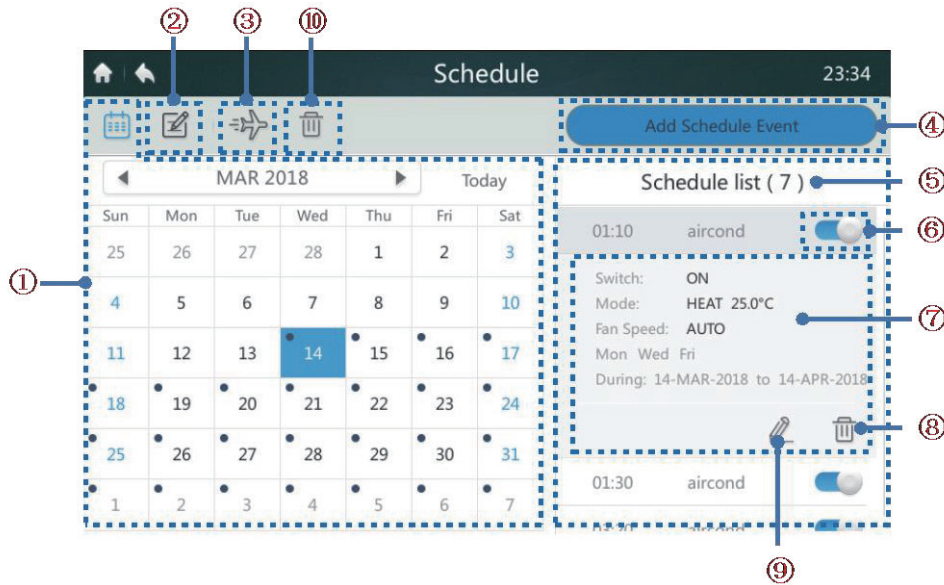 ② ③ ⑩
Schedule 23:34
Add Schedule Event ④
MAR 2018 Today
Schedule list ( 7 ) ⑤
Sun Mon Tue Wed Thu Fri Sat
01:10 aircond ⑥
25 26 27 28 1 2 3
①
Switch: ON
4 5 6 7 8 9 10
Mode: HEAT 25.0°C ⑦
Fan Speed: AUTO
11 12 13 14 15 16 17
Mon Wed Fri
During: 14-MAR-2018 to 14-APR-2018
18 19 20 21 22 23 24
⑧
25 26 27 28 29 30 31
01:30 aircond
1 2 3 4 5 6 7
⑨